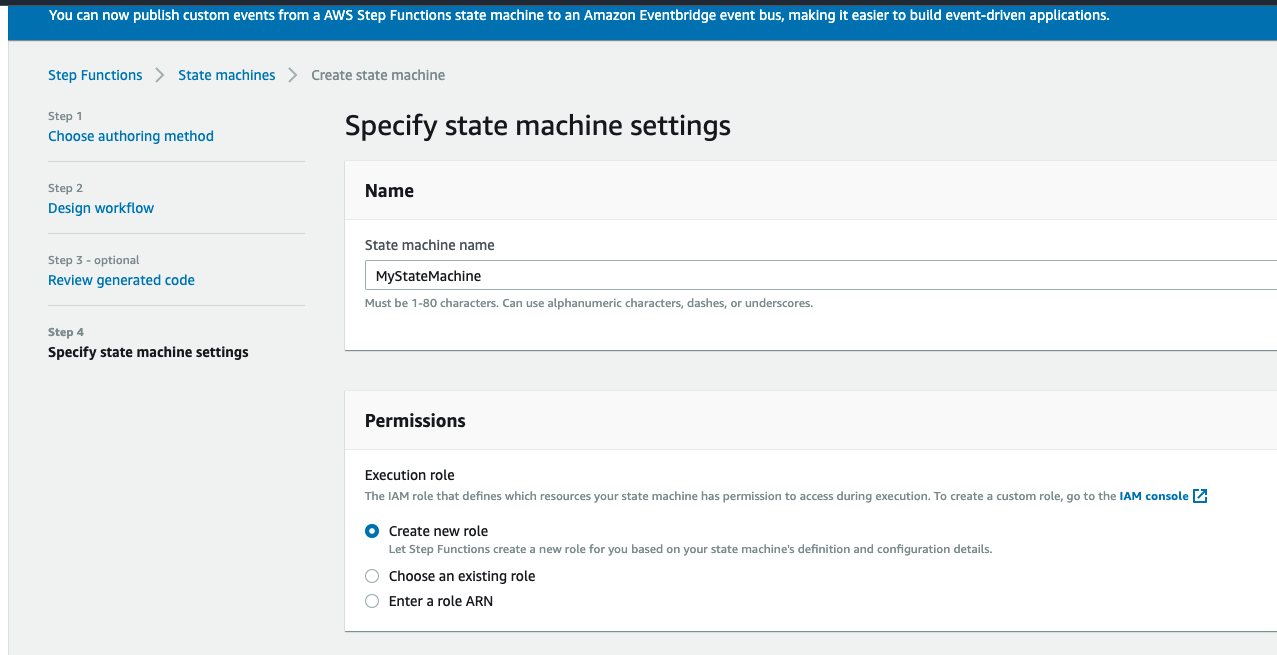 You can now publish custom events from a AWS Step Functions state machine to an Amazon Eventbridge event bus, making it easier to build event-driven applications.
Step Functions > State machines > Create state machine
Step 1
Choose authoring method
Step 2
Design workflow
Step 3 - optional
Review generated code
Step 4
Specify state machine settings
Specify state machine settings
Name
State machine name
MyStateMachine
Must be 1-80 characters. Can use alphanumeric characters, dashes, or underscores.
Permissions
Execution role
The IAM role that defines which resources your state machine has permission to access during execution. To create a custom role, go to the IAM console
Create new role
Let Step Functions create a new role for you based on your state machine's definition and configuration details.
Choose an existing role
Enter a role ARN